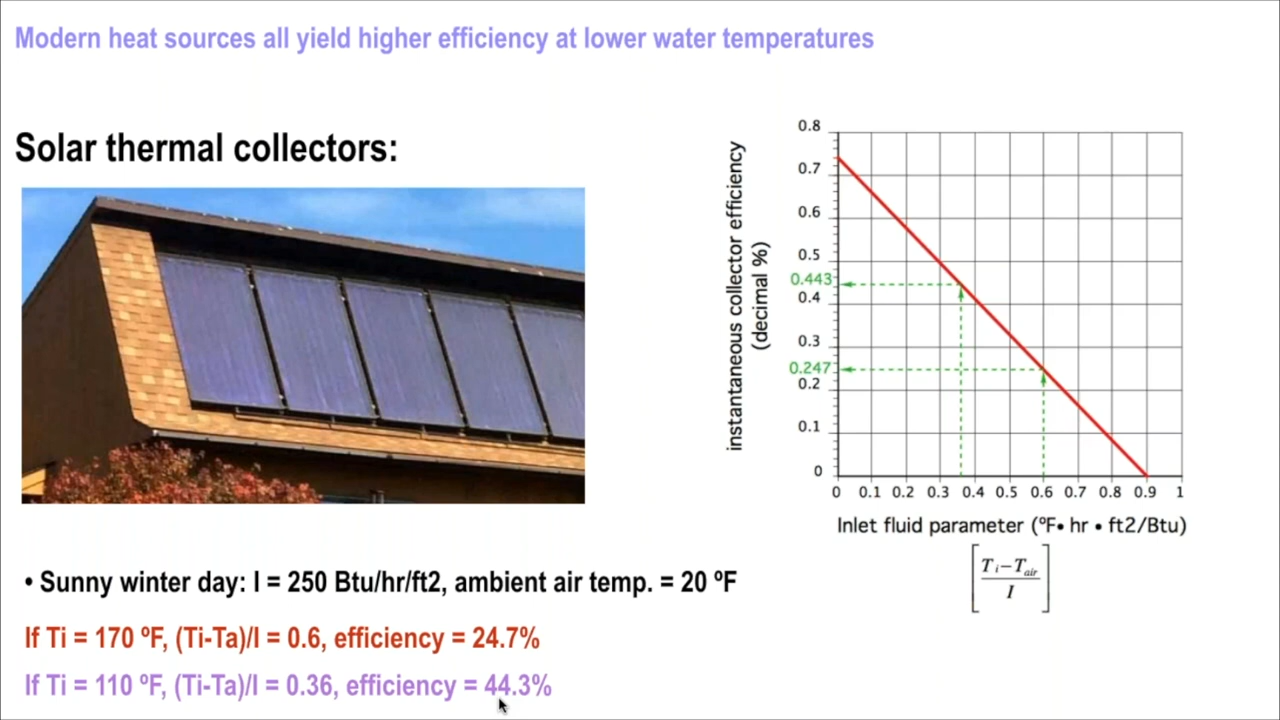 Modern heat sources all yield higher efficiency at lower water temperatures
Solar thermal collectors:
instantaneous collector efficiency
(decimal %)
0.8
0.7
0.6
0.5
0.443
0.4
0.3
0.247
0.2
0.1
0
0 0.1 0.2 0.3 0.4 0.5 0.6 0.7 0.8 0.9 1
Inlet fluid parameter (ºF• hr • ft2/Btu)
[Ti–Tair
I]
• Sunny winter day: I = 250 Btu/hr/ft2, ambient air temp. = 20 ºF
If Ti = 170 ºF, (Ti-Ta)/I = 0.6, efficiency = 24.7%
If Ti = 110 ºF, (Ti-Ta)/I = 0.36, efficiency = 44.3%